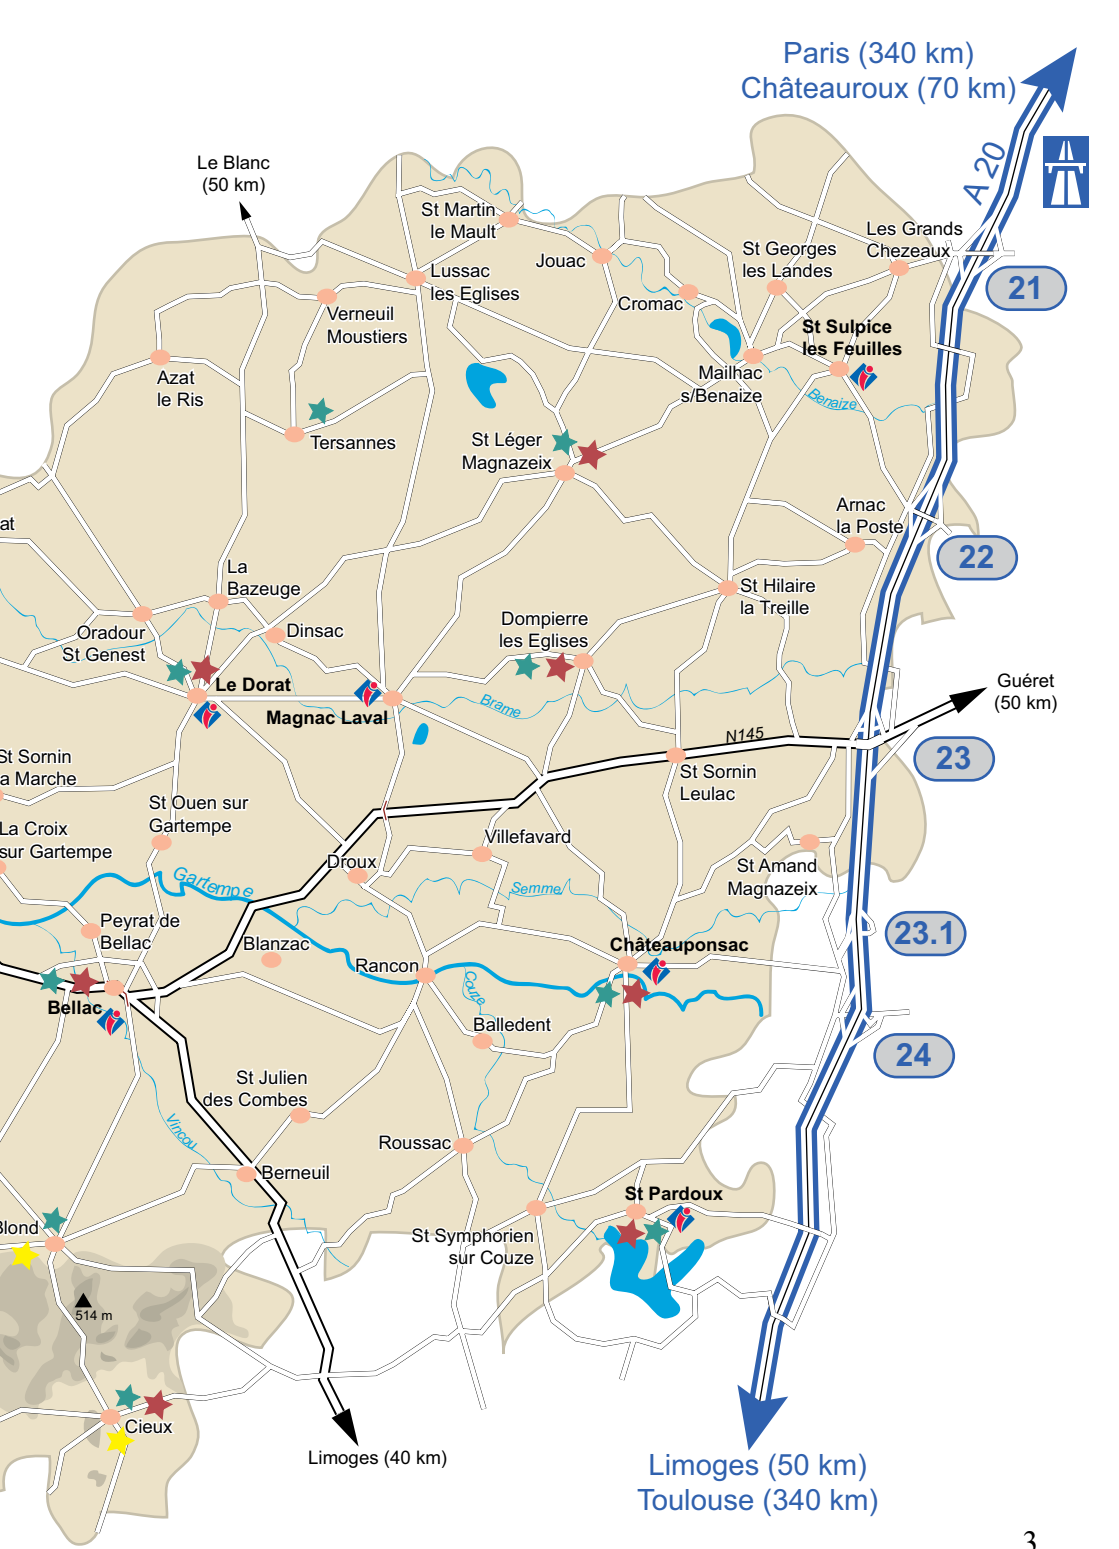 Paris (340 km)
Châteauroux (70 km)
A 20
Le Blanc
(50 km)
St Martin
le Mault
Les Grands
Chezeaux
St Georges
les Landes
Jouac
Lussac
les Eglises
21
Cromac
Verneuil
Moustiers
St Sulpice
les Feuilles
Mailhac
s/Benaize
Azat
le Ris
Benaize
Tersannes
St Léger
Magnazeix
Arnac
la Poste
at
22
La
Bazeuge
St Hilaire
la Treille
Dompierre
les Eglises
Oradour
St Genest
Dinsac
Le Dorat
Guéret
(50 km)
Magnac Laval
Brame
N145
St Sornin
a Marche
23
St Sornin
Leulac
St Ouen sur
Gartempe
La Croix
sur Gartempe
Villefavard
Droux
St Amand
Magnazeix
Gartempe
Semme
Peyrat de
Bellac
23.1
Blanzac
Châteauponsac
Rancon
Couze
Bellac
Balledent
24
St Julien
des Combes
Vincou
Roussac
Berneuil
St Pardoux
Blond
St Symphorien
sur Couze
514 m
Cieux
Limoges (40 km)
Limoges (50 km)
Toulouse (340 km)
3